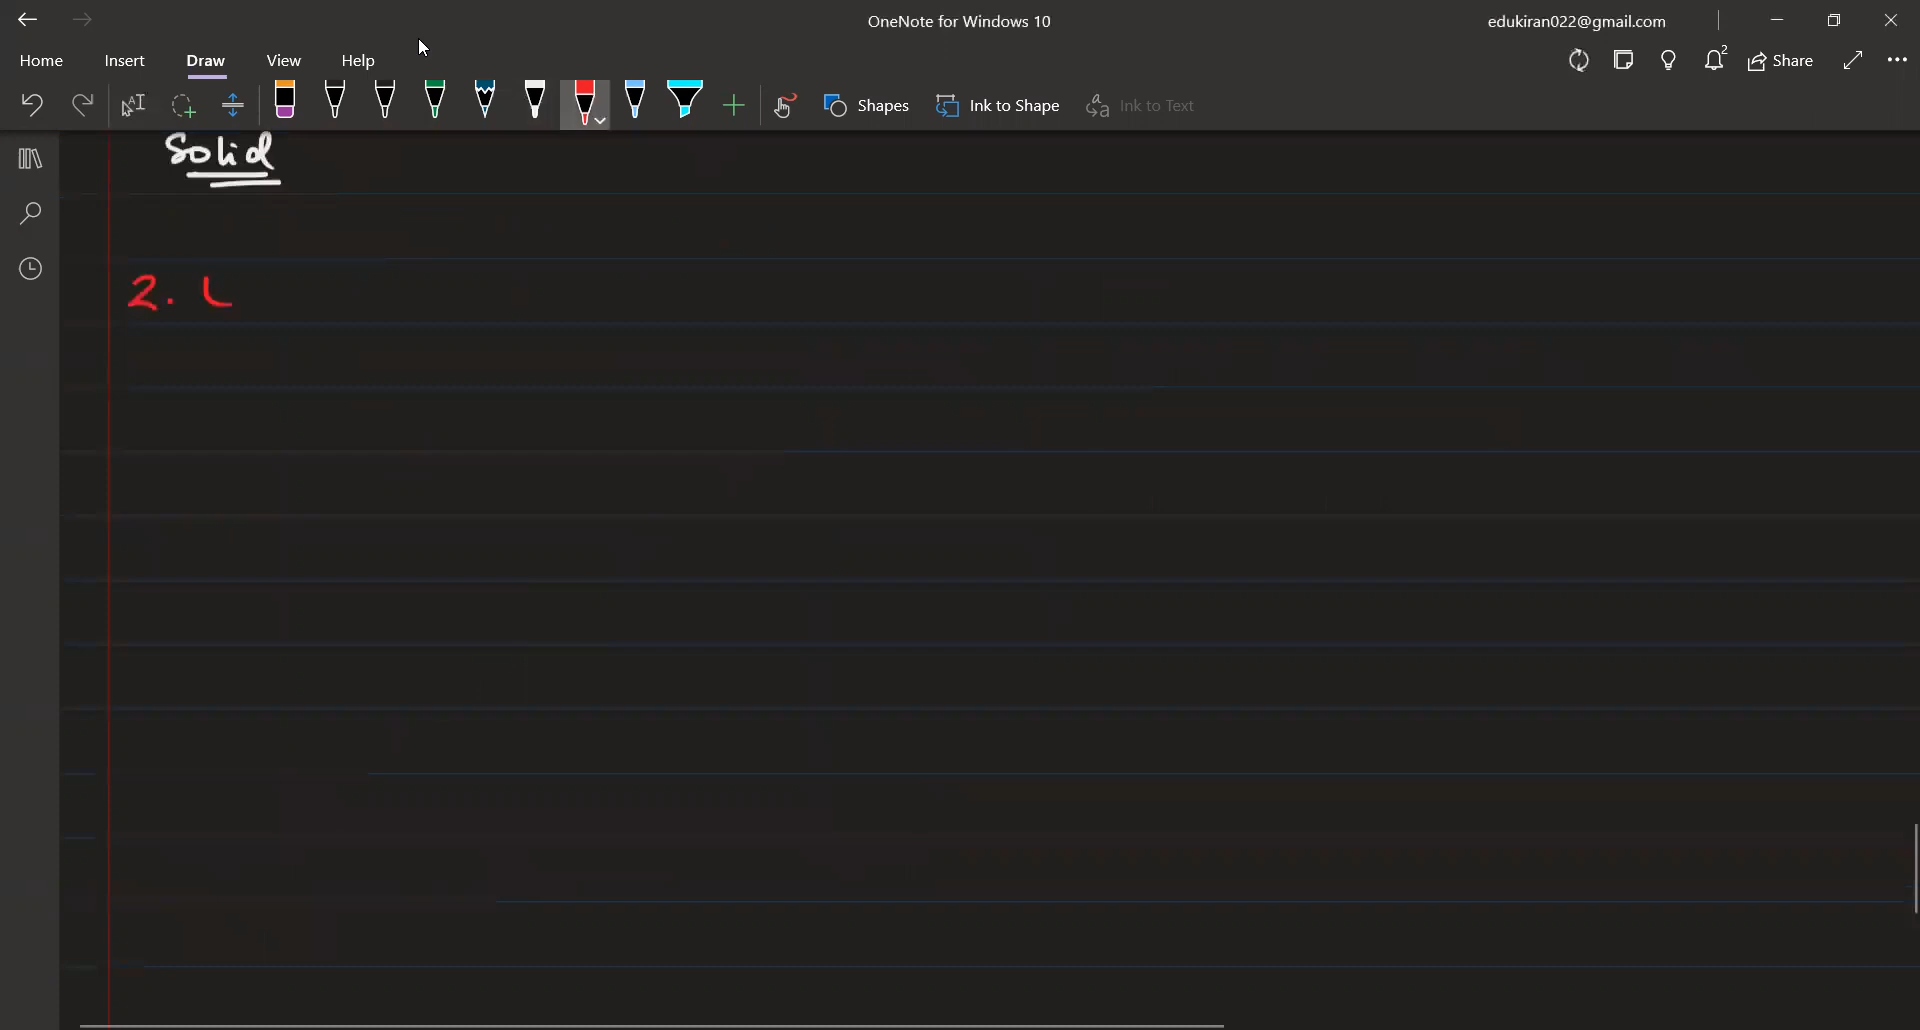 OneNote for Windows 10
edukiran022@gmail.com
Home Insert Draw View Help
2
Share
Shapes
Ink to Shape
Ink to Text
Solid
2. L